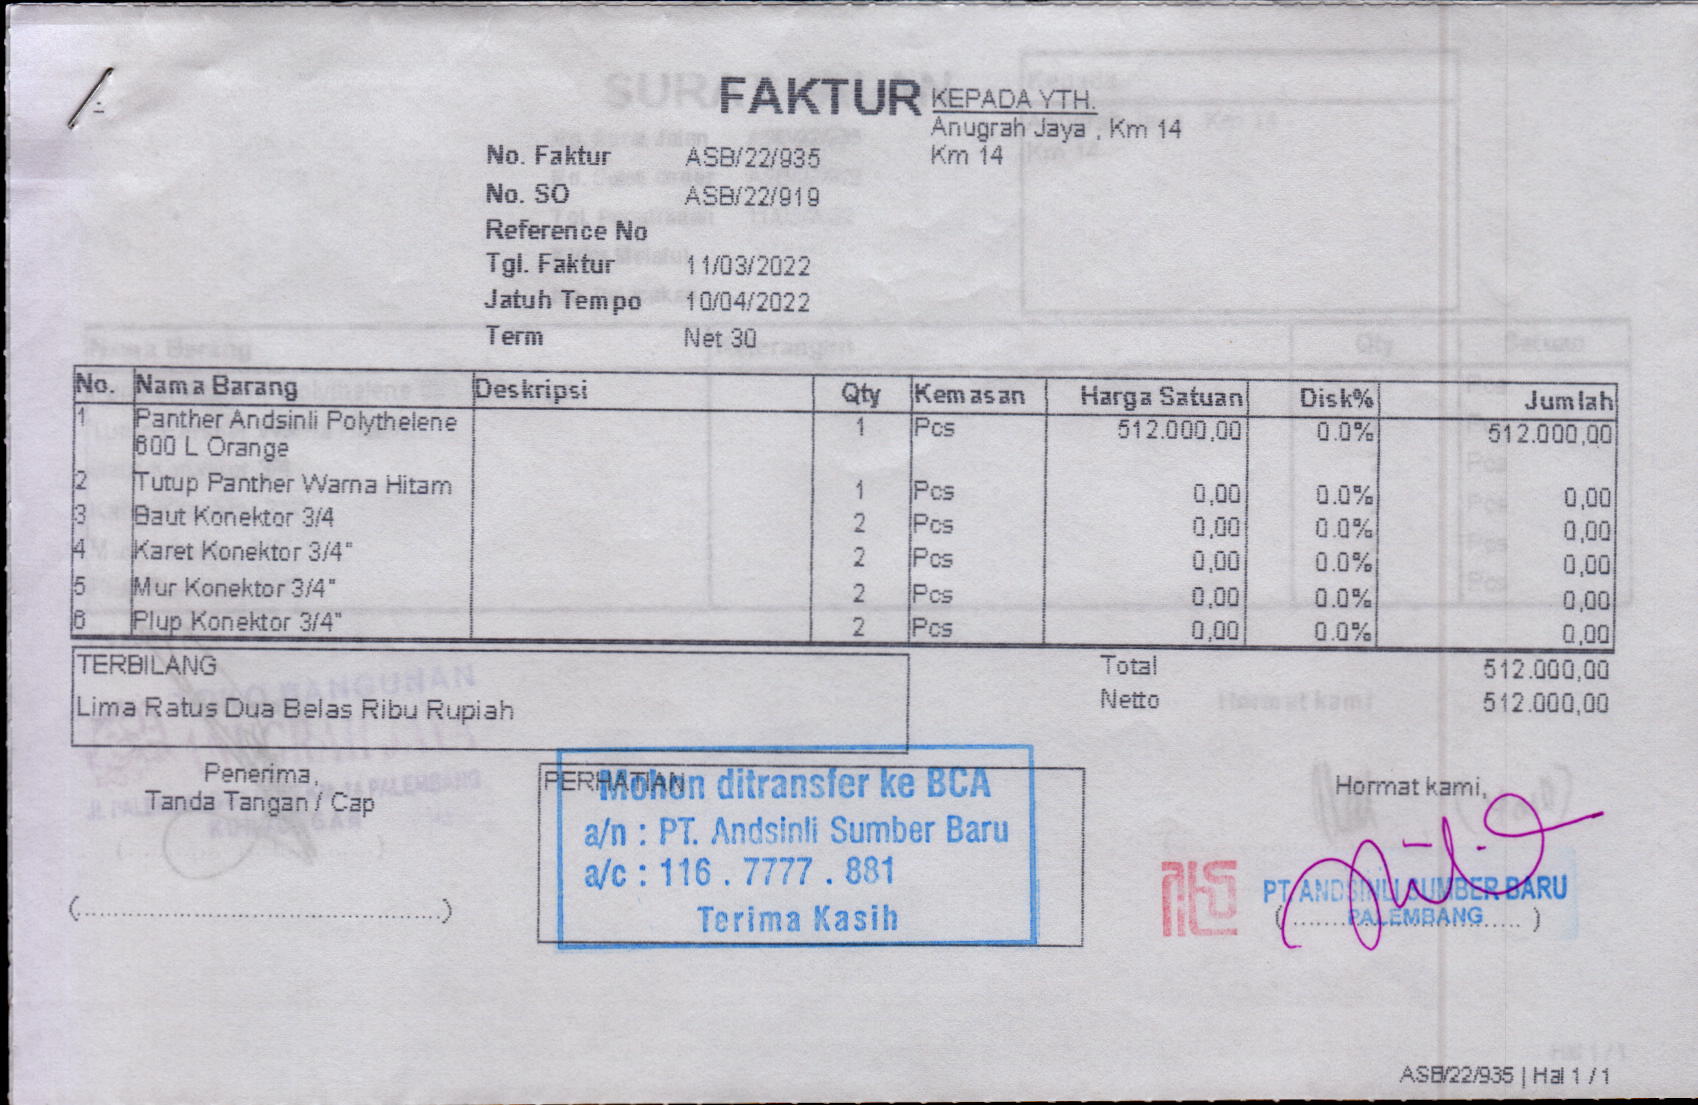 FAKTUR
KEPADA YTH.
Anugrah Jaya , Km 14
Km 14
No. Faktur ASB/22/935
No. SO ASB/22/919
Reference No
Tgl. Faktur 11/03/2022
Jatuh Tempo 10/04/2022
Term Net 30
No. Nama Barang Deskripsi Qty Kemasan Harga Satuan Disk% Jumlah
1 Panther Andsinli Polythelene 1 Pcs 512.000,00 0.0% 512.000,00
600 L Orange
2 Tutup Panther Warna Hitam 1 Pcs 0,00 0.0% 0,00
3 Baut Konektor 3/4 2 Pcs 0,00 0.0% 0,00
4 Karet Konektor 3/4" 2 Pcs 0,00 0.0% 0,00
5 Mur Konektor 3/4" 2 Pcs 0,00 0.0% 0,00
6 Plup Konektor 3/4" 2 Pcs 0,00 0.0% 0,00
TERBILANG
Lima Ratus Dua Belas Ribu Rupiah
Total 512.000,00
Netto 512.000,00
Penerima,
Tanda Tangan / Cap
(........................................)
PERHATIAN
Mohon ditransfer ke BCA
a/n : PT. Andsinli Sumber Baru
a/c : 116 . 7777 . 881
Terima Kasih
Hormat kami,
PT. ANDSINLI SUMBER BARU
PALEMBANG
ASB/22/935 | Hal 1 / 1